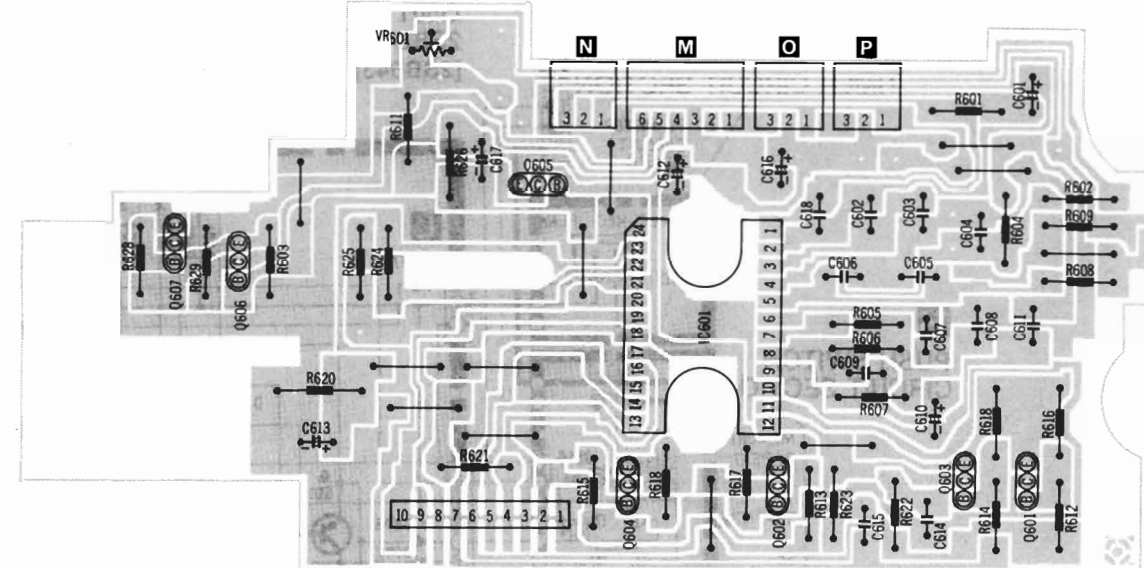 VR601
N M O P
3 2 1
6 5 4 3 2 1
3 2 1
3 2 1
C601
R601
R611
R626
C617
Q605
E C B
C612
C616
C618
C602
C603
C604
R604
R602
R609
R608
R628
Q607
B C E
R629
Q606
B C E
R603
R625
R624
24 23 22 21 20 19 18 17 16 15 14 13
IC601
1 2 3 4 5 6 7 8 9 10 11 12
C606
C605
R605
R606
C607
C608
C611
C609
R607
C610
R618
R616
R620
C613
R621
R615
Q604
B C E
R618
R617
Q602
B C E
R613
R623
C615
R622
C614
Q603
B C E
R614
Q601
B C E
R612
10 9 8 7 6 5 4 3 2 1